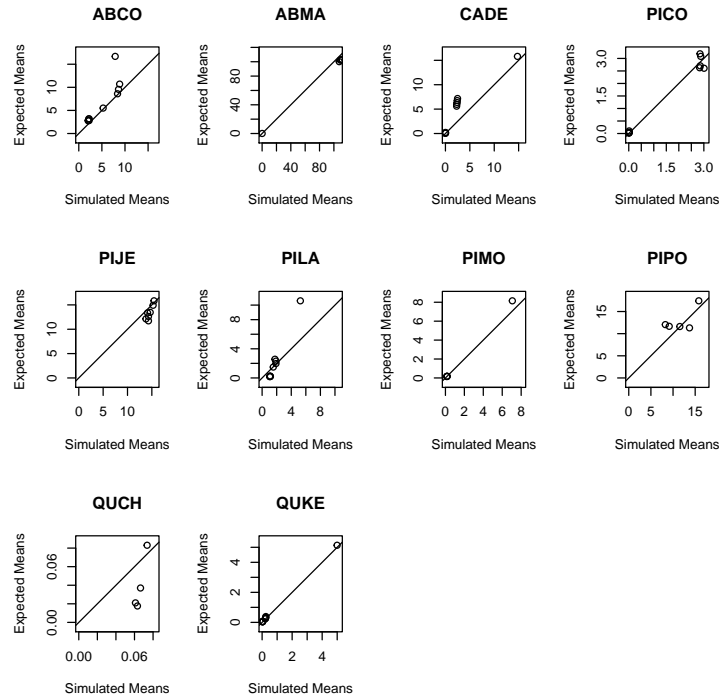 ABCO
Expected Means
0 5 10
0 5 10
Simulated Means
ABMA
Expected Means
0 40 80
0 40 80
Simulated Means
CADE
Expected Means
0 5 10 15
0 5 10
Simulated Means
PICO
Expected Means
0.0 1.5 3.0
0.0 1.5 3.0
Simulated Means
PIJE
Expected Means
0 5 10
0 5 10
Simulated Means
PILA
Expected Means
0 4 8
0 4 8
Simulated Means
PIMO
Expected Means
0 2 4 6 8
0 2 4 6 8
Simulated Means
PIPO
Expected Means
0 5 15
0 5 15
Simulated Means
QUCH
Expected Means
0.00 0.06
0.00 0.06
Simulated Means
QUKE
Expected Means
0 2 4
0 2 4
Simulated Means